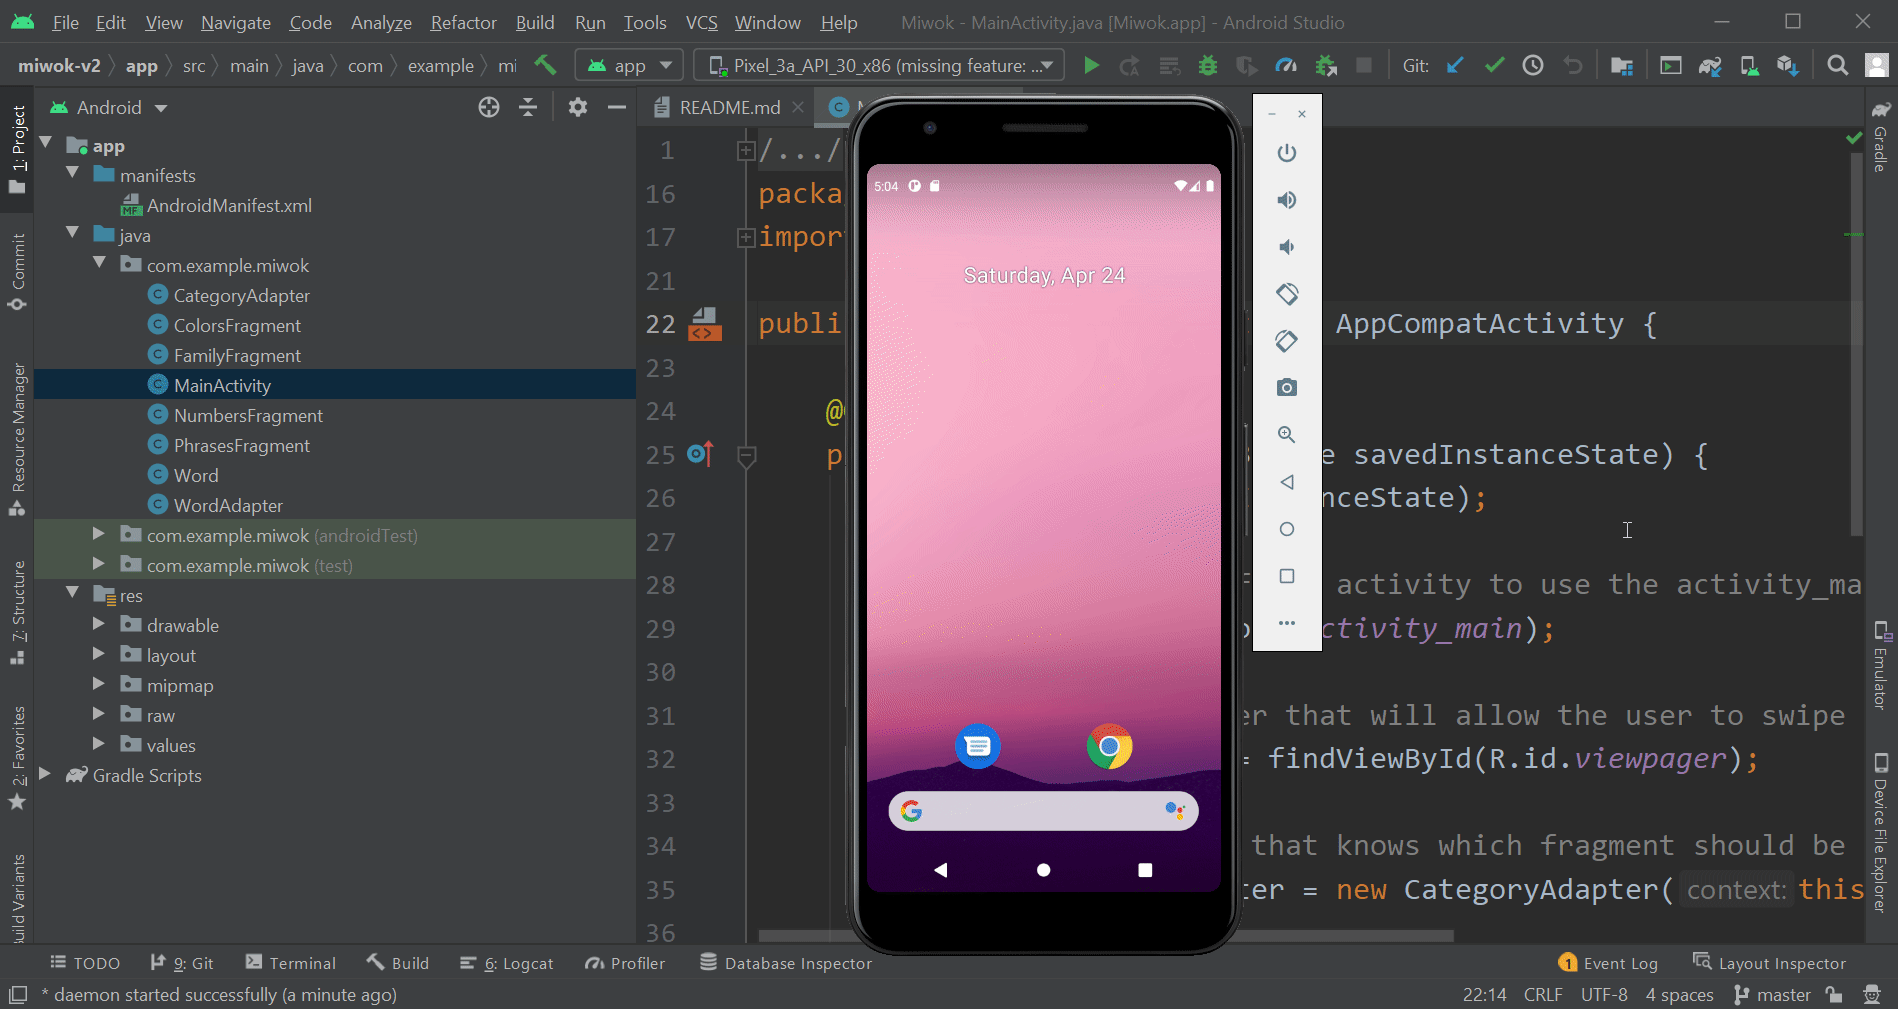 File Edit View Navigate Code Analyze Refactor Build Run Tools VCS Window Help Miwok - MainActivity.java [Miwok.app] - Android Studio
miwok-v2 app src main java com example mi app Pixel_3a_API_30_x86 (missing feature: ... Git:
Android README.md
1: Project
Commit
Resource Manager
7: Structure
2: Favorites
Build Variants
app
manifests
AndroidManifest.xml
java
com.example.miwok
CategoryAdapter
ColorsFragment
FamilyFragment
MainActivity
NumbersFragment
PhrasesFragment
Word
WordAdapter
com.example.miwok (androidTest)
com.example.miwok (test)
res
drawable
layout
mipmap
raw
values
Gradle Scripts
1 /.../
16 packa
17 impor
21
22 publi AppCompatActivity {
23
24 @
25 p e savedInstanceState) {
26 nceState);
27
28 activity to use the activity_ma
29 ctivity_main);
30
31 er that will allow the user to swipe
32 = findViewById(R.id.viewpager);
33
34 that knows which fragment should be
35 ter = new CategoryAdapter( context: this
36
5:04
Saturday, Apr 24
Gradle
Emulator
Device File Explorer
TODO 9: Git Terminal Build 6: Logcat Profiler Database Inspector 1 Event Log Layout Inspector
* daemon started successfully (a minute ago) 22:14 CRLF UTF-8 4 spaces master